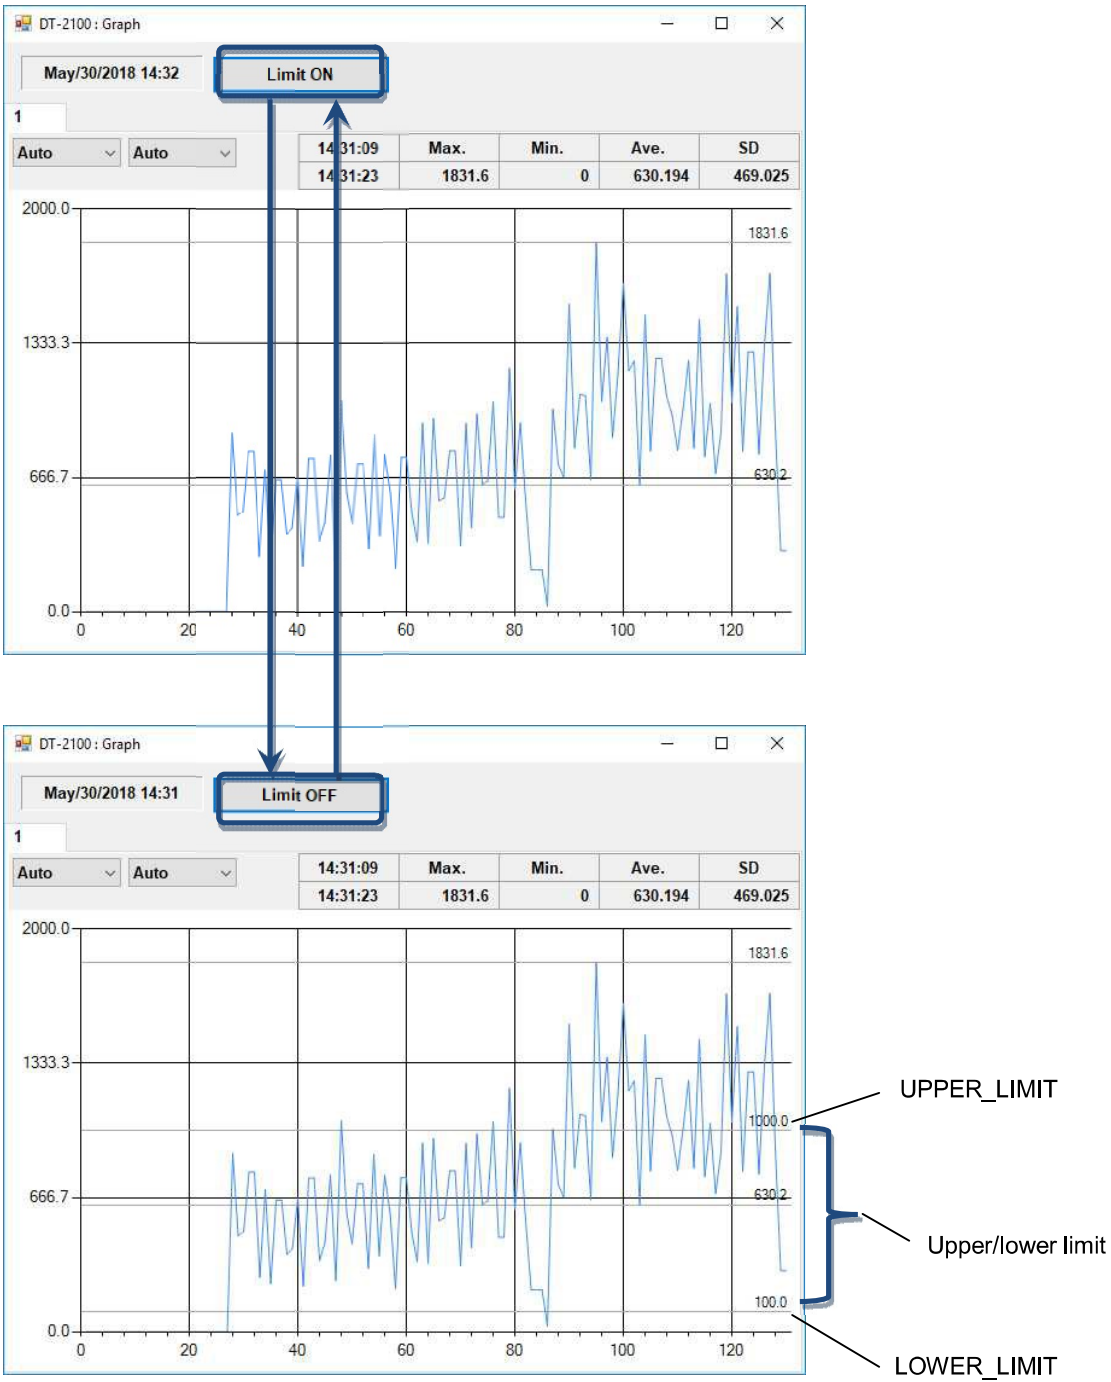 DT-2100 : Graph
May/30/2018 14:32 Limit ON
1
Auto Auto 14:31:09 Max. Min. Ave. SD
14:31:23 1831.6 0 630.194 469.025
2000.0
1831.6
1333.3
666.7 630.2
0.0
0 20 40 60 80 100 120
DT-2100 : Graph
May/30/2018 14:31 Limit OFF
1
Auto Auto 14:31:09 Max. Min. Ave. SD
14:31:23 1831.6 0 630.194 469.025
2000.0
1831.6
1333.3
UPPER_LIMIT
1000.0
666.7 630.2
Upper/lower limit
100.0
0.0
0 20 40 60 80 100 120
LOWER_LIMIT